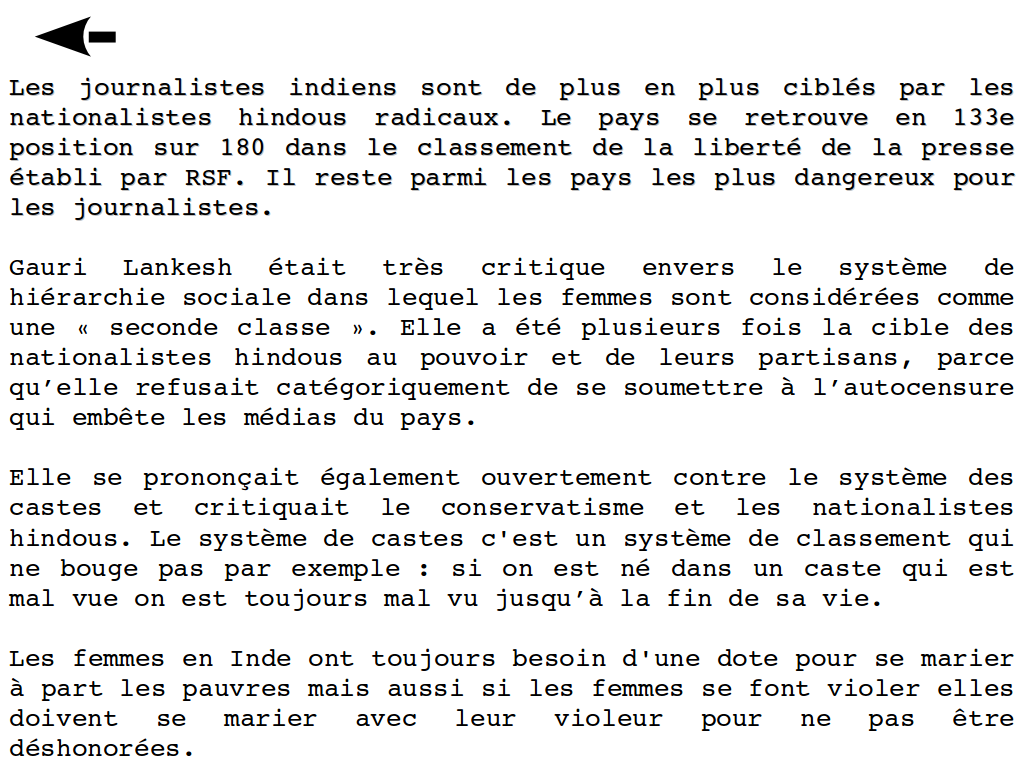 Les journalistes indiens sont de plus en plus ciblés par les
nationalistes hindous radicaux. Le pays se retrouve en 133e
position sur 180 dans le classement de la liberté de la presse
établi par RSF. Il reste parmi les pays les plus dangereux pour
les journalistes.
Gauri Lankesh était très critique envers le système de
hiérarchie sociale dans lequel les femmes sont considérées comme
une « seconde classe ». Elle a été plusieurs fois la cible des
nationalistes hindous au pouvoir et de leurs partisans, parce
qu’elle refusait catégoriquement de se soumettre à l’autocensure
qui embête les médias du pays.
Elle se prononçait également ouvertement contre le système des
castes et critiquait le conservatisme et les nationalistes
hindous. Le système de castes c'est un système de classement qui
ne bouge pas par exemple : si on est né dans un caste qui est
mal vue on est toujours mal vu jusqu’à la fin de sa vie.
Les femmes en Inde ont toujours besoin d'une dote pour se marier
à part les pauvres mais aussi si les femmes se font violer elles
doivent se marier avec leur violeur pour ne pas être
déshonorées.